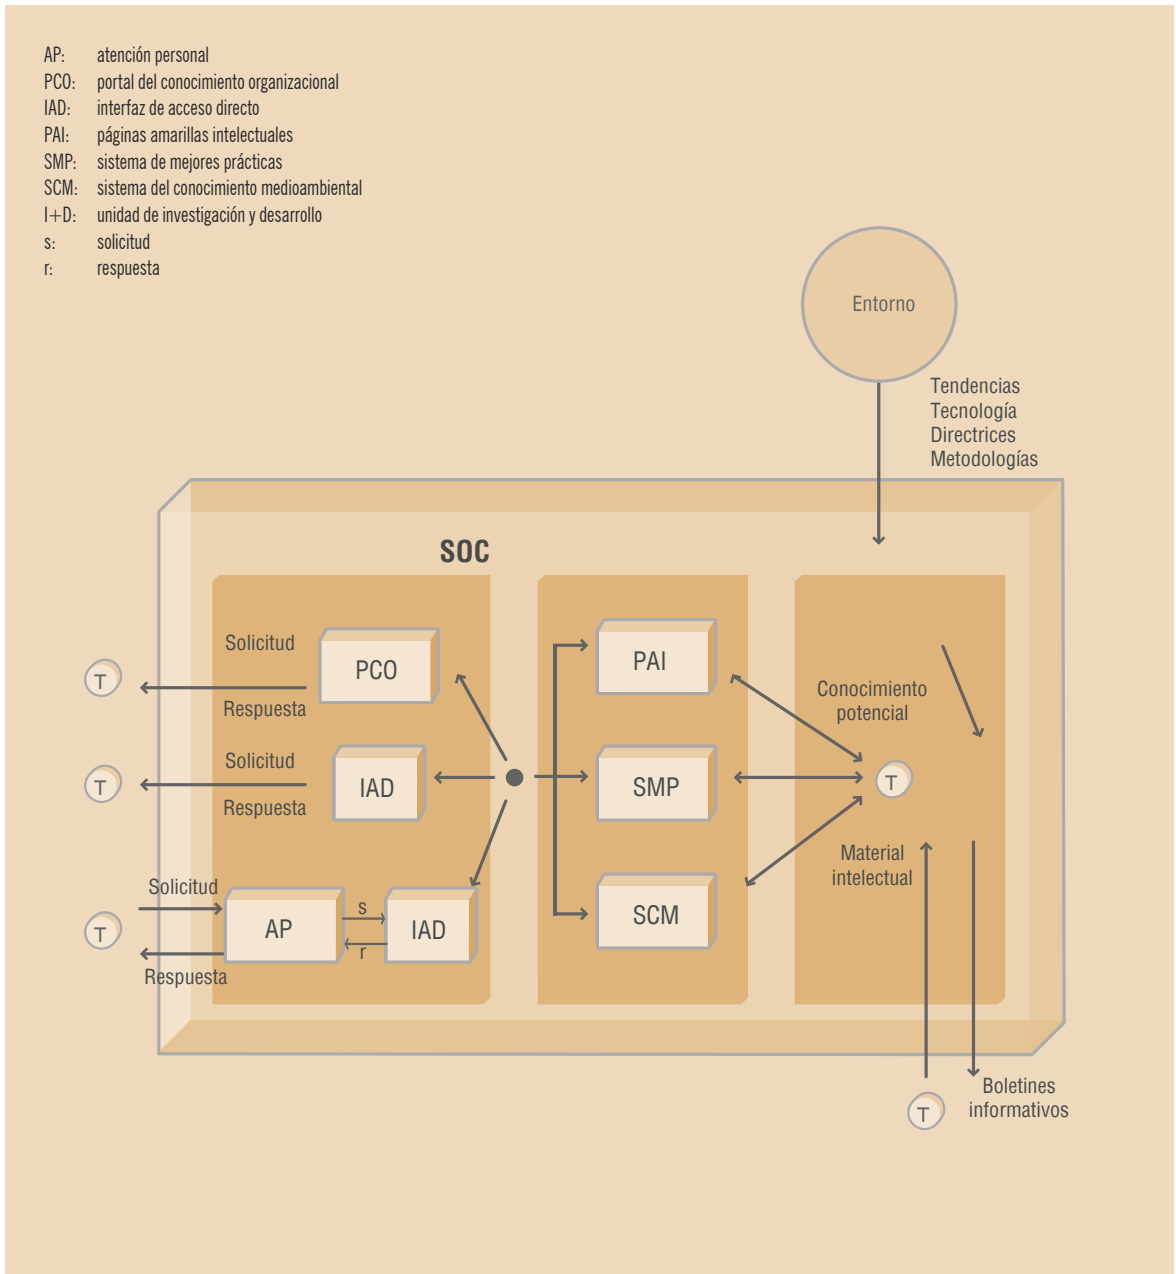 AP: atención personal
PCO: portal del conocimiento organizacional
IAD: interfaz de acceso directo
PAI: páginas amarillas intelectuales
SMP: sistema de mejores prácticas
SCM: sistema del conocimiento medioambiental
I+D: unidad de investigación y desarrollo
s: solicitud
r: respuesta
Entorno
Tendencias
Tecnología
Directrices
Metodologías
SOC
Solicitud
PCO
T
Respuesta
Solicitud
IAD
T
Respuesta
Solicitud
T
AP
s
r
IAD
Respuesta
PAI
SMP
SCM
Conocimiento
potencial
T
Material
intelectual
T
Boletines
informativos